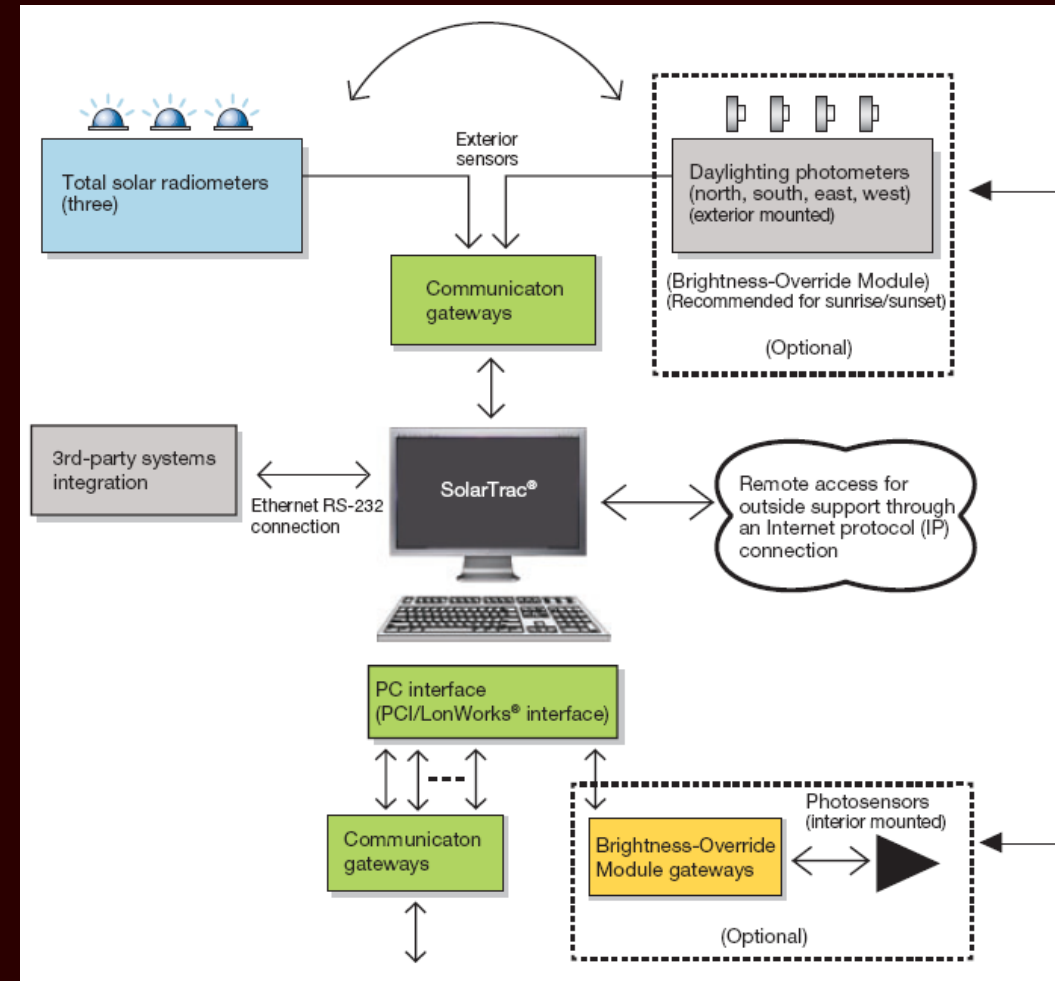 Exterior
sensors
Total solar radiometers
(three)
Daylighting photometers
(north, south, east, west)
(exterior mounted)
(Brightness-Override Module)
(Recommended for sunrise/sunset)
(Optional)
Communicaton
gateways
3rd-party systems
integration
Ethernet RS-232
connection
SolarTrac®
Remote access for
outside support through
an Internet protocol (IP)
connection
PC interface
(PCI/LonWorks® interface)
Communicaton
gateways
Brightness-Override
Module gateways
Photosensors
(interior mounted)
(Optional)